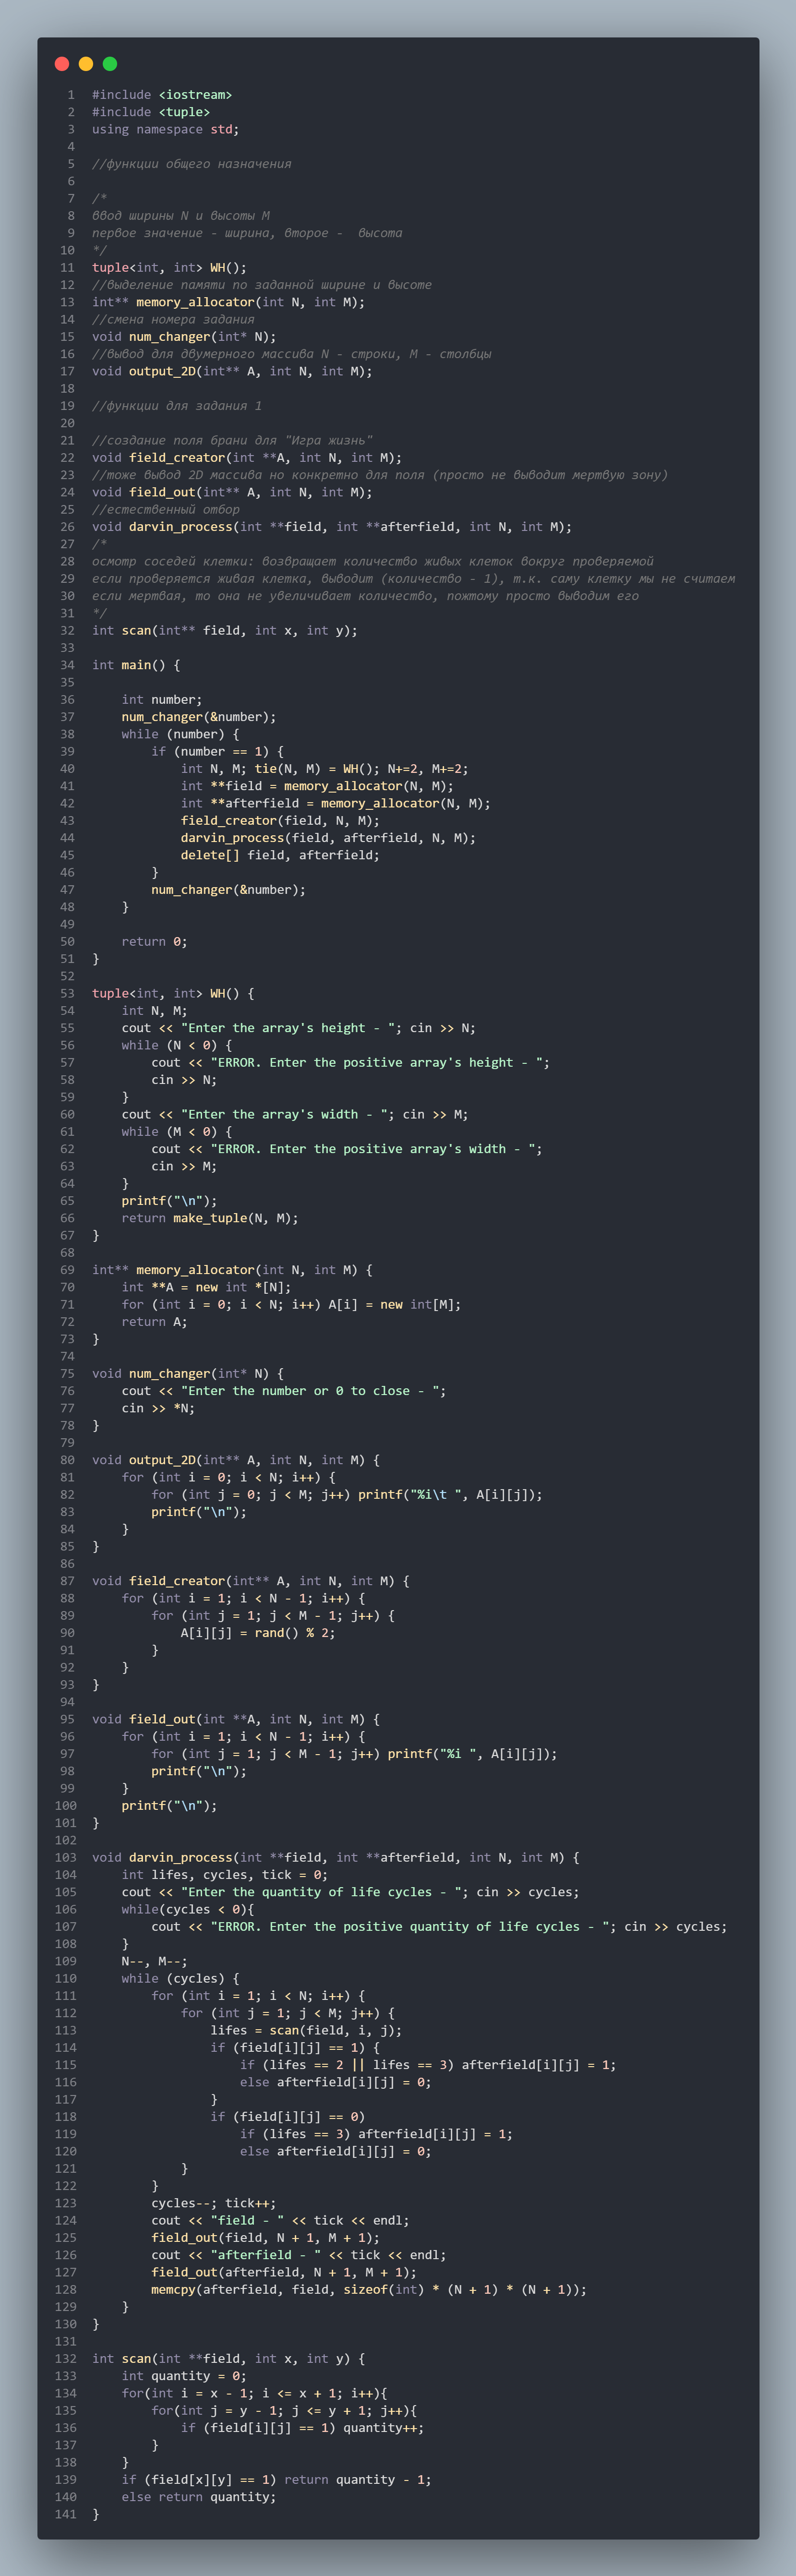 1 #include <iostream>
2 #include <tuple>
3 using namespace std;
4
5 //функции общего назначения
6
7 /*
8 ввод ширины N и высоты M
9 первое значение - ширина, второе -  высота
10 */
11 tuple<int, int> WH();
12 //выделение памяти по заданной ширине и высоте
13 int** memory_allocator(int N, int M);
14 //смена номера задания
15 void num_changer(int* N);
16 //вывод для двумерного массива N - строки, M - столбцы
17 void output_2D(int** A, int N, int M);
18
19 //функции для задания 1
20
21 //создание поля брани для "Игра жизнь"
22 void field_creator(int **A, int N, int M);
23 //тоже вывод 2D массива но конкретно для поля (просто не выводит мертвую зону)
24 void field_out(int** A, int N, int M);
25 //естественный отбор
26 void darvin_process(int **field, int **afterfield, int N, int M);
27 /*
28 осмотр соседей клетки: возвращает количество живых клеток вокруг проверяемой
29 если проверяется живая клетка, выводит (количество - 1), т.к. саму клетку мы не считаем
30 если мертвая, то она не увеличивает количество, пожтому просто выводим его
31 */
32 int scan(int** field, int x, int y);
33
34 int main() {
35
36     int number;
37     num_changer(&number);
38     while (number) {
39         if (number == 1) {
40             int N, M; tie(N, M) = WH(); N+=2, M+=2;
41             int **field = memory_allocator(N, M);
42             int **afterfield = memory_allocator(N, M);
43             field_creator(field, N, M);
44             darvin_process(field, afterfield, N, M);
45             delete[] field, afterfield;
46         }
47         num_changer(&number);
48     }
49
50     return 0;
51 }
52
53 tuple<int, int> WH() {
54     int N, M;
55     cout << "Enter the array's height - "; cin >> N;
56     while (N < 0) {
57         cout << "ERROR. Enter the positive array's height - ";
58         cin >> N;
59     }
60     cout << "Enter the array's width - "; cin >> M;
61     while (M < 0) {
62         cout << "ERROR. Enter the positive array's width - ";
63         cin >> M;
64     }
65     printf("\n");
66     return make_tuple(N, M);
67 }
68
69 int** memory_allocator(int N, int M) {
70     int **A = new int *[N];
71     for (int i = 0; i < N; i++) A[i] = new int[M];
72     return A;
73 }
74
75 void num_changer(int* N) {
76     cout << "Enter the number or 0 to close - ";
77     cin >> *N;
78 }
79
80 void output_2D(int** A, int N, int M) {
81     for (int i = 0; i < N; i++) {
82         for (int j = 0; j < M; j++) printf("%i\t ", A[i][j]);
83         printf("\n");
84     }
85 }
86
87 void field_creator(int** A, int N, int M) {
88     for (int i = 1; i < N - 1; i++) {
89         for (int j = 1; j < M - 1; j++) {
90             A[i][j] = rand() % 2;
91         }
92     }
93 }
94
95 void field_out(int **A, int N, int M) {
96     for (int i = 1; i < N - 1; i++) {
97         for (int j = 1; j < M - 1; j++) printf("%i ", A[i][j]);
98         printf("\n");
99     }
100     printf("\n");
101 }
102
103 void darvin_process(int **field, int **afterfield, int N, int M) {
104     int lifes, cycles, tick = 0;
105     cout << "Enter the quantity of life cycles - "; cin >> cycles;
106     while(cycles < 0){
107         cout << "ERROR. Enter the positive quantity of life cycles - "; cin >> cycles;
108     }
109     N--, M--;
110     while (cycles) {
111         for (int i = 1; i < N; i++) {
112             for (int j = 1; j < M; j++) {
113                 lifes = scan(field, i, j);
114                 if (field[i][j] == 1) {
115                     if (lifes == 2 || lifes == 3) afterfield[i][j] = 1;
116                     else afterfield[i][j] = 0;
117                 }
118                 if (field[i][j] == 0)
119                     if (lifes == 3) afterfield[i][j] = 1;
120                     else afterfield[i][j] = 0;
121             }
122         }
123         cycles--; tick++;
124         cout << "field - " << tick << endl;
125         field_out(field, N + 1, M + 1);
126         cout << "afterfield - " << tick << endl;
127         field_out(afterfield, N + 1, M + 1);
128         memcpy(afterfield, field, sizeof(int) * (N + 1) * (N + 1));
129     }
130 }
131
132 int scan(int **field, int x, int y) {
133     int quantity = 0;
134     for(int i = x - 1; i <= x + 1; i++){
135         for(int j = y - 1; j <= y + 1; j++){
136             if (field[i][j] == 1) quantity++;
137         }
138     }
139     if (field[x][y] == 1) return quantity - 1;
140     else return quantity;
141 }